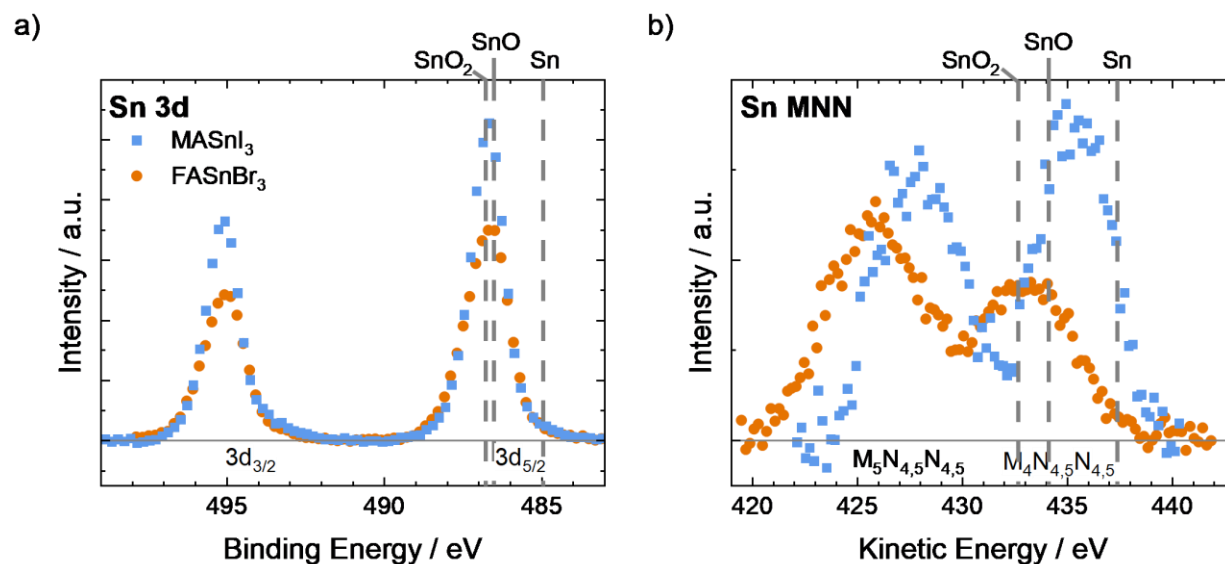 a)
SnO
SnO₂ Sn
Sn 3d
MASnI₃
FASnBr₃
Intensity / a.u.
3d₃/₂ 3d₅/₂
495 490 485
Binding Energy / eV
b)
SnO
SnO₂ Sn
Sn MNN
Intensity / a.u.
M₅N₄,₅N₄,₅ M₄N₄,₅N₄,₅
420 425 430 435 440
Kinetic Energy / eV